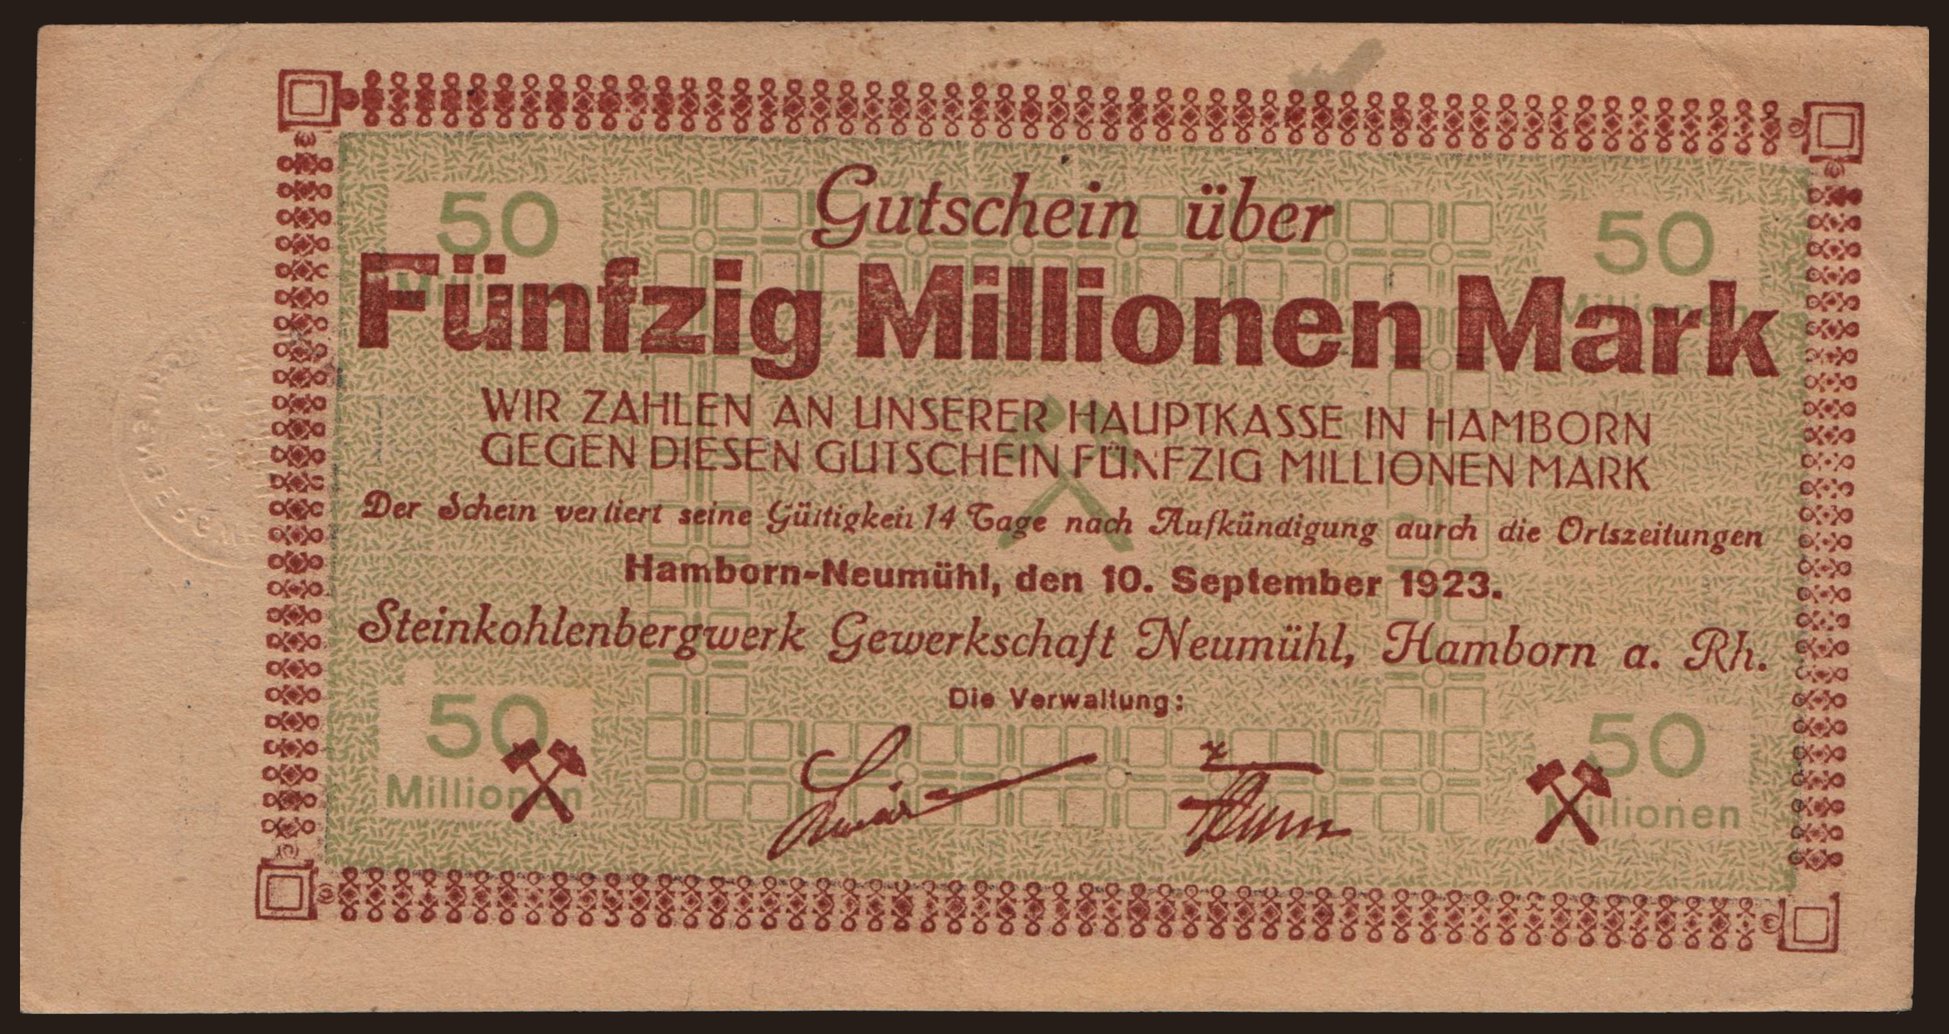 50
50
Gutschein über
Millionen
Millionen
Fünfzig Millionen Mark
WIR ZAHLEN AN UNSERER HAUPTKASSE IN HAMBORN
GEGEN DIESEN GUTSCHEIN FÜNFZIG MILLIONEN MARK
Der Schein verliert seine Gültigkeit 14 Tage nach Aufkündigung durch die Ortszeitungen
Hamborn-Neumühl, den 10. September 1923.
Steinkohlenbergwerk Gewerkschaft Neumühl, Hamborn a. Rh.
Die Verwaltung:
50
Millionen
50
Millionen